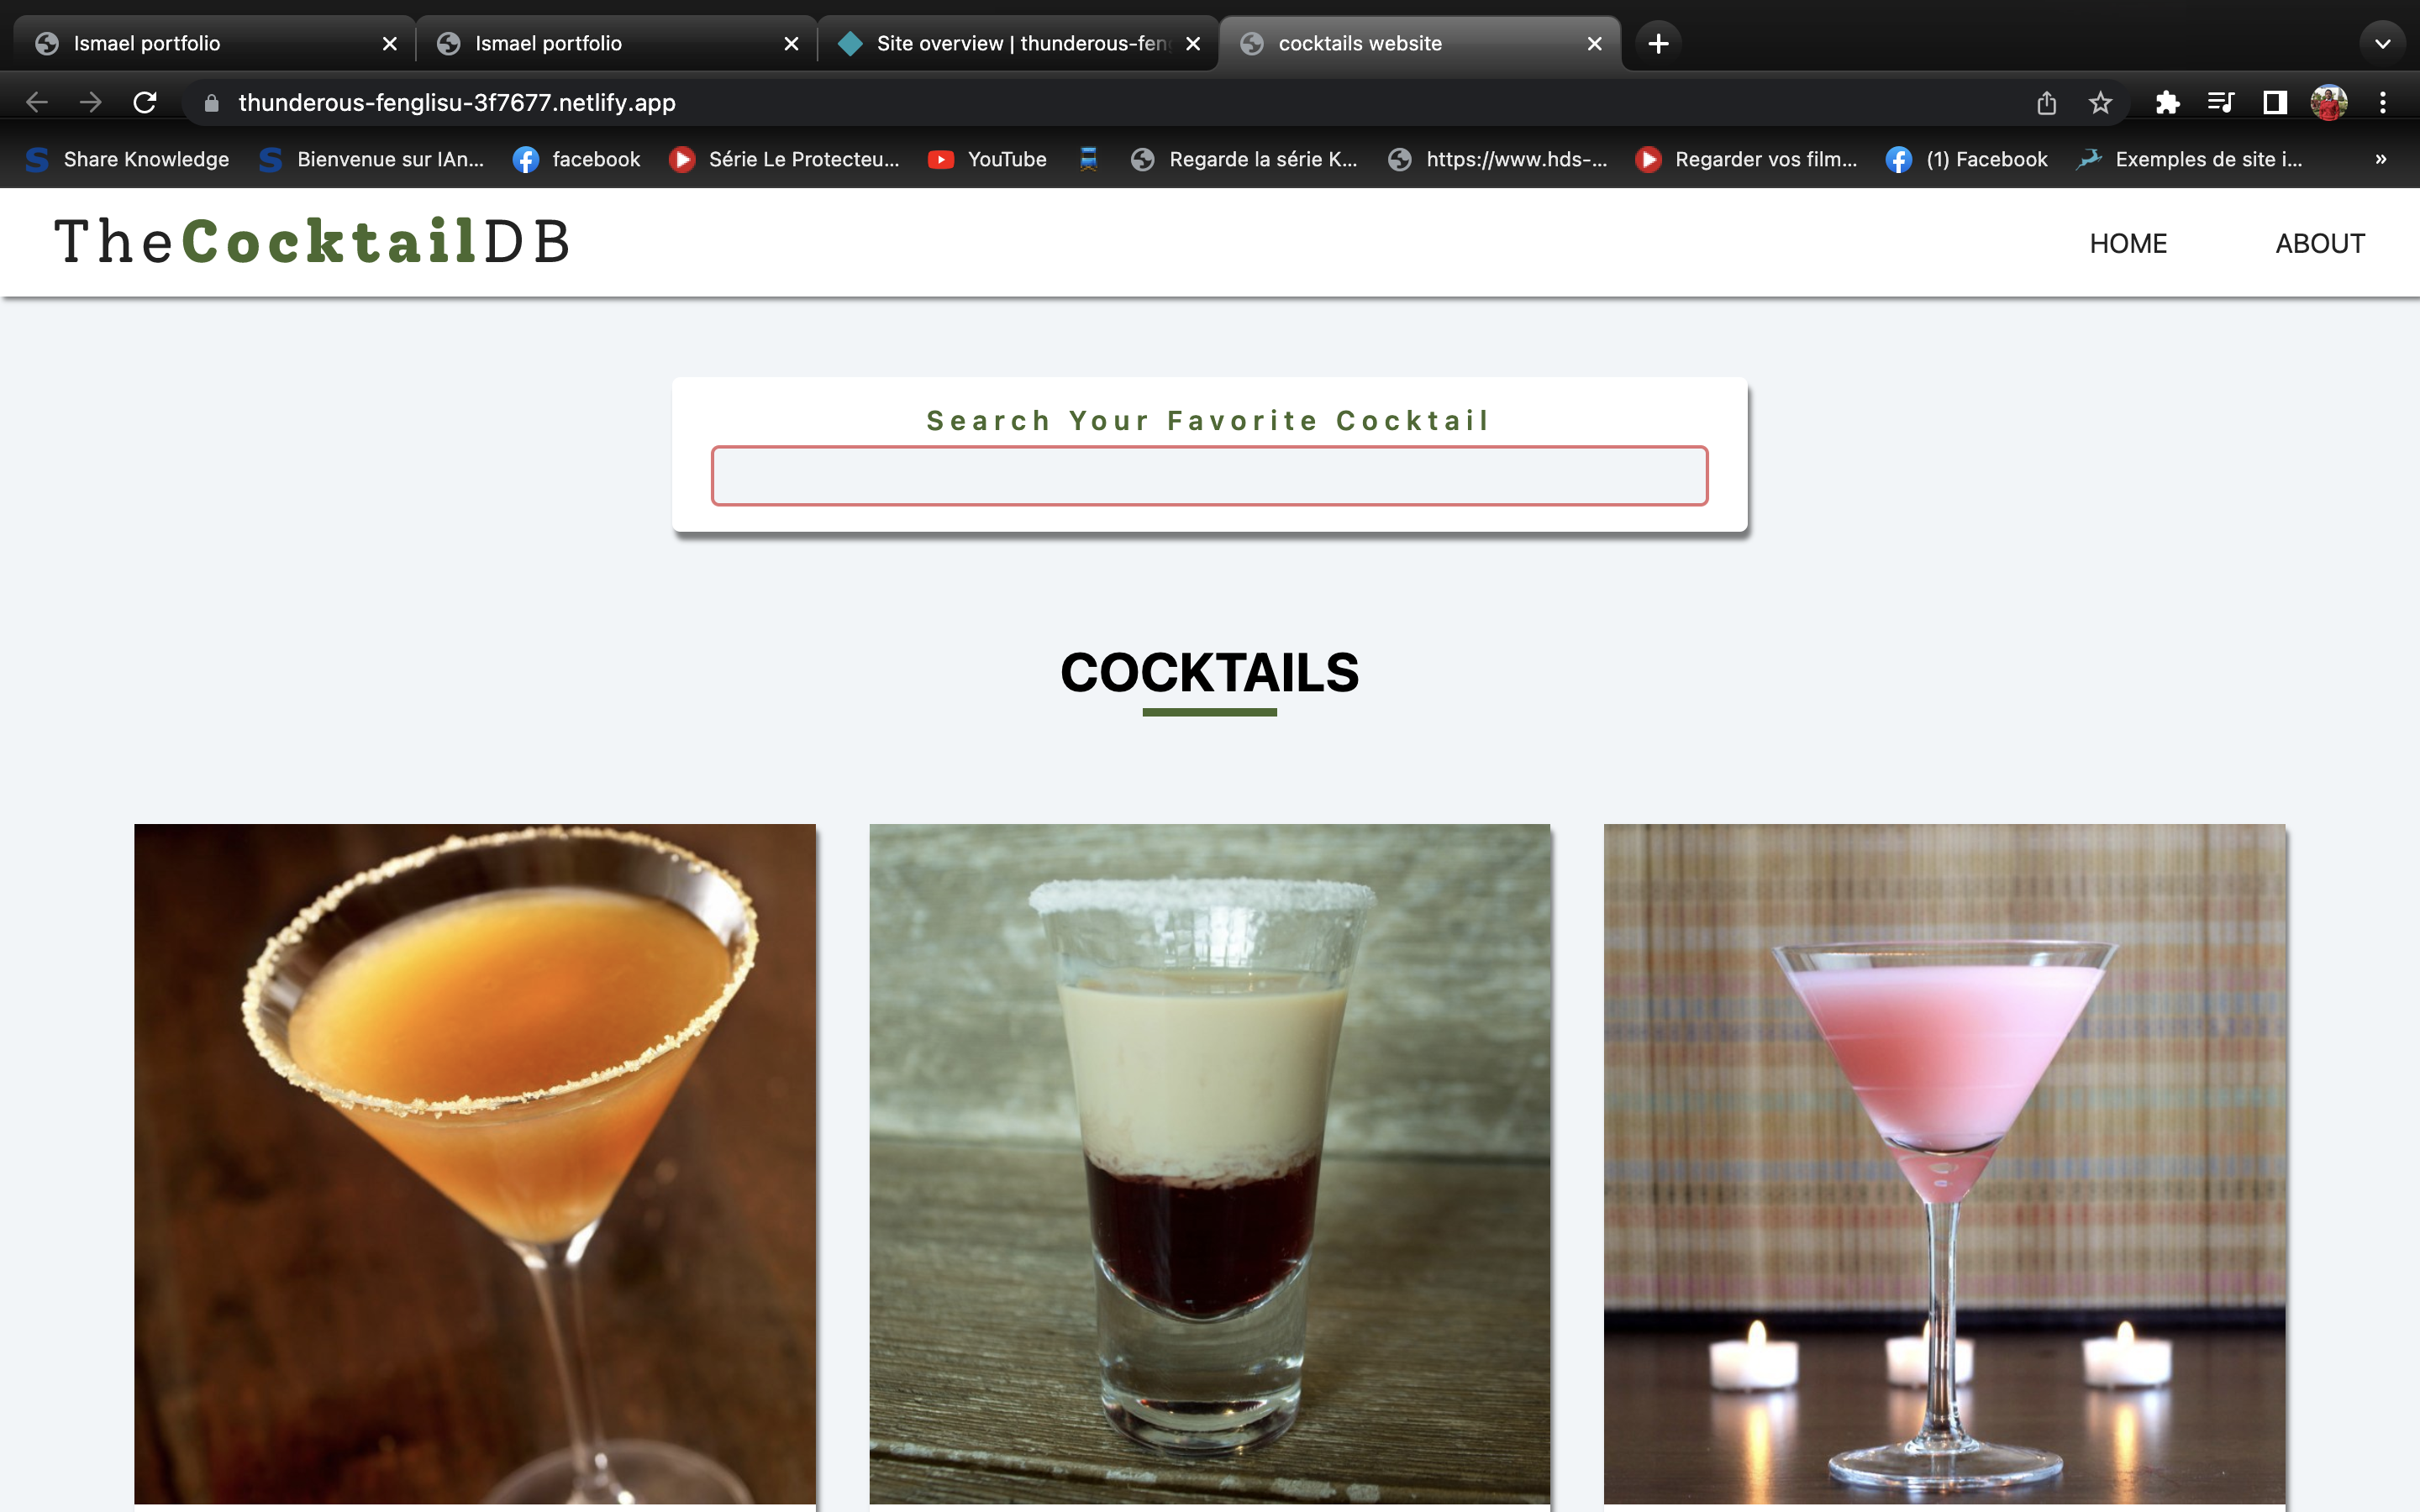 Ismael portfolio
Ismael portfolio
Site overview | thunderous-fen
cocktails website
thunderous-fenglisu-3f7677.netlify.app
Share Knowledge
Bienvenue sur IAn...
facebook
Série Le Protecteu...
YouTube
Regarde la série K...
https://www.hds-...
Regarder vos film...
(1) Facebook
Exemples de site i...
»
TheCocktailDB
HOME
ABOUT
Search Your Favorite Cocktail
COCKTAILS